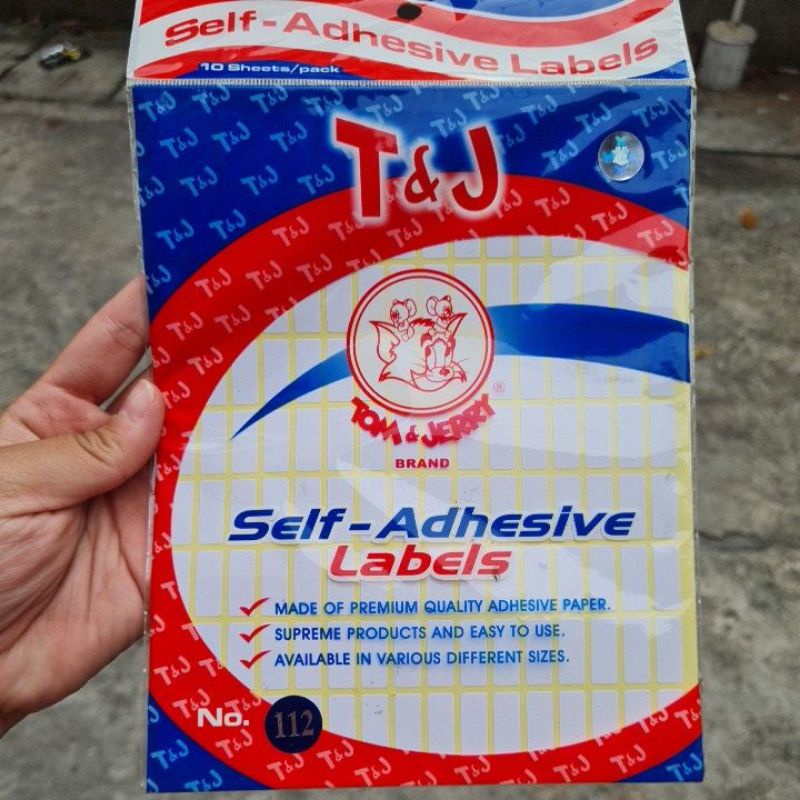 Self-Adhesive Labels
10 Sheets/pack
T&J
TOM & JERRY
®
BRAND
Self-Adhesive
Labels
✓ MADE OF PREMIUM QUALITY ADHESIVE PAPER.
✓ SUPREME PRODUCTS AND EASY TO USE.
✓ AVAILABLE IN VARIOUS DIFFERENT SIZES.
No. 112